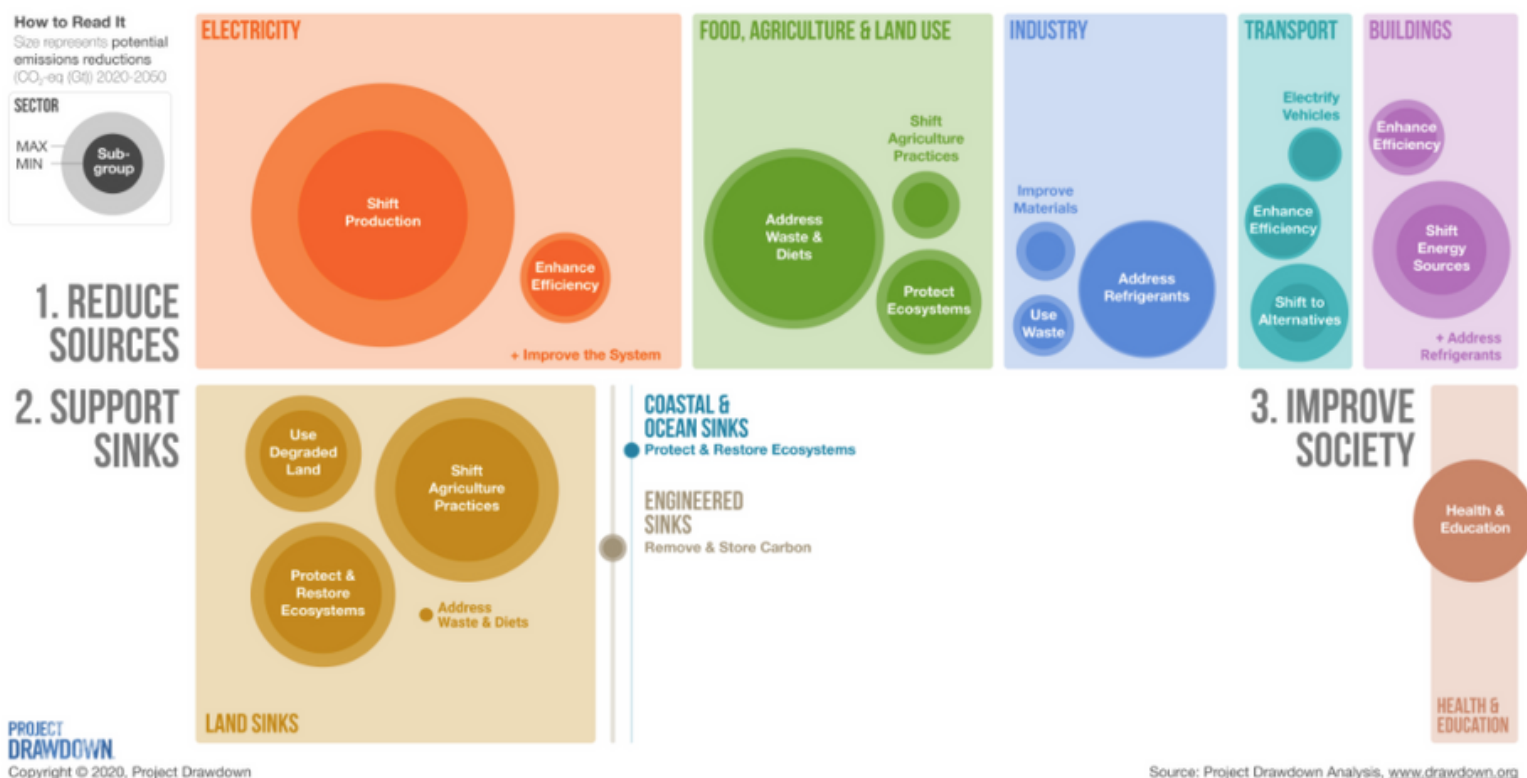 How to Read It
Size represents potential
emissions reductions
(CO₂-eq (Gt)) 2020-2050
SECTOR
MAX
MIN
Sub-
group
1. REDUCE
SOURCES
ELECTRICITY
Shift
Production
Enhance
Efficiency
+ Improve the System
FOOD, AGRICULTURE & LAND USE
Shift
Agriculture
Practices
Address
Waste &
Diets
Protect
Ecosystems
INDUSTRY
Improve
Materials
Address
Refrigerants
Use
Waste
TRANSPORT
Electrify
Vehicles
Enhance
Efficiency
Shift to
Alternatives
BUILDINGS
Enhance
Efficiency
Shift
Energy
Sources
+ Address
Refrigerants
2. SUPPORT
SINKS
Use
Degraded
Land
Shift
Agriculture
Practices
Protect &
Restore
Ecosystems
Address
Waste & Diets
LAND SINKS
COASTAL &
OCEAN SINKS
Protect & Restore Ecosystems
ENGINEERED
SINKS
Remove & Store Carbon
3. IMPROVE
SOCIETY
Health &
Education
HEALTH &
EDUCATION
PROJECT
DRAWDOWN.
Copyright © 2020, Project Drawdown
Source: Project Drawdown Analysis, www.drawdown.org